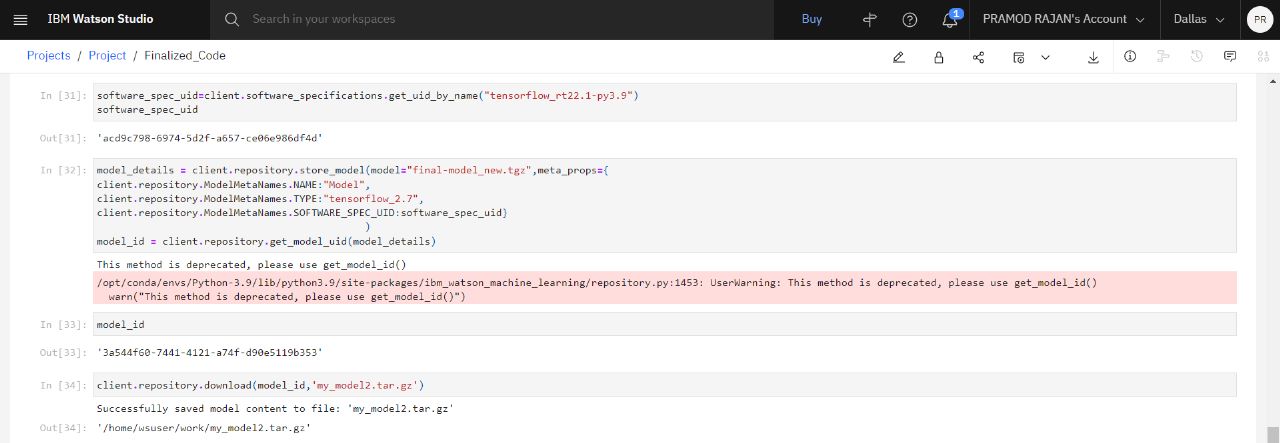 IBM Watson Studio
Search in your workspaces
Buy
1
PRAMOD RAJAN's Account
Dallas
PR
Projects / Project / Finalized_Code
In [31]: software_spec_uid=client.software_specifications.get_uid_by_name("tensorflow_rt22.1-py3.9")
software_spec_uid
Out[31]: 'acd9c798-6974-5d2f-a657-ce06e986df4d'
In [32]: model_details = client.repository.store_model(model="final-model_new.tgz",meta_props={
client.repository.ModelMetaNames.NAME:"Model",
client.repository.ModelMetaNames.TYPE:"tensorflow_2.7",
client.repository.ModelMetaNames.SOFTWARE_SPEC_UID:software_spec_uid}
)
model_id = client.repository.get_model_uid(model_details)
This method is deprecated, please use get_model_id()
/opt/conda/envs/Python-3.9/lib/python3.9/site-packages/ibm_watson_machine_learning/repository.py:1453: UserWarning: This method is deprecated, please use get_model_id()
warn("This method is deprecated, please use get_model_id()")
In [33]: model_id
Out[33]: '3a544f60-7441-4121-a74f-d90e5119b353'
In [34]: client.repository.download(model_id,'my_model2.tar.gz')
Successfully saved model content to file: 'my_model2.tar.gz'
Out[34]: '/home/wsuser/work/my_model2.tar.gz'